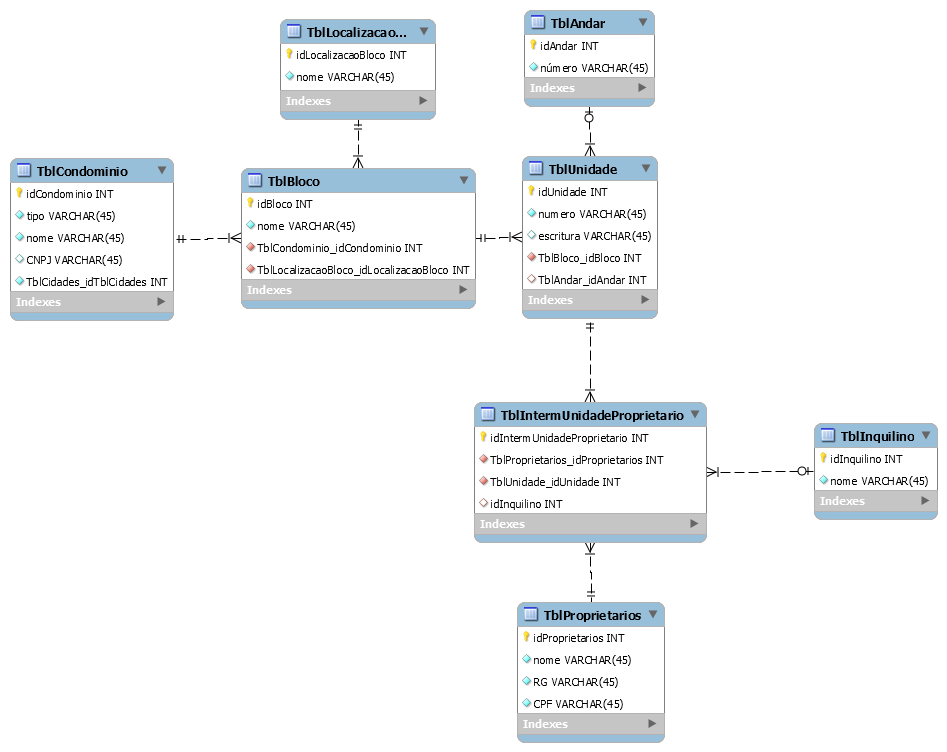 TblLocalizacao...
idLocalizacaoBloco INT
nome VARCHAR(45)
Indexes
TblAndar
idAndar INT
número VARCHAR(45)
Indexes
TblCondominio
idCondominio INT
tipo VARCHAR(45)
nome VARCHAR(45)
CNPJ VARCHAR(45)
TblCidades_idTblCidades INT
Indexes
TblBloco
idBloco INT
nome VARCHAR(45)
TblCondominio_idCondominio INT
TblLocalizacaoBloco_idLocalizacaoBloco INT
Indexes
TblUnidade
idUnidade INT
numero VARCHAR(45)
escritura VARCHAR(45)
TblBloco_idBloco INT
TblAndar_idAndar INT
Indexes
TblIntermUnidadeProprietario
idIntermUnidadeProprietario INT
TblProprietarios_idProprietarios INT
TblUnidade_idUnidade INT
idInquilino INT
Indexes
TblInquilino
idInquilino INT
nome VARCHAR(45)
Indexes
TblProprietarios
idProprietarios INT
nome VARCHAR(45)
RG VARCHAR(45)
CPF VARCHAR(45)
Indexes